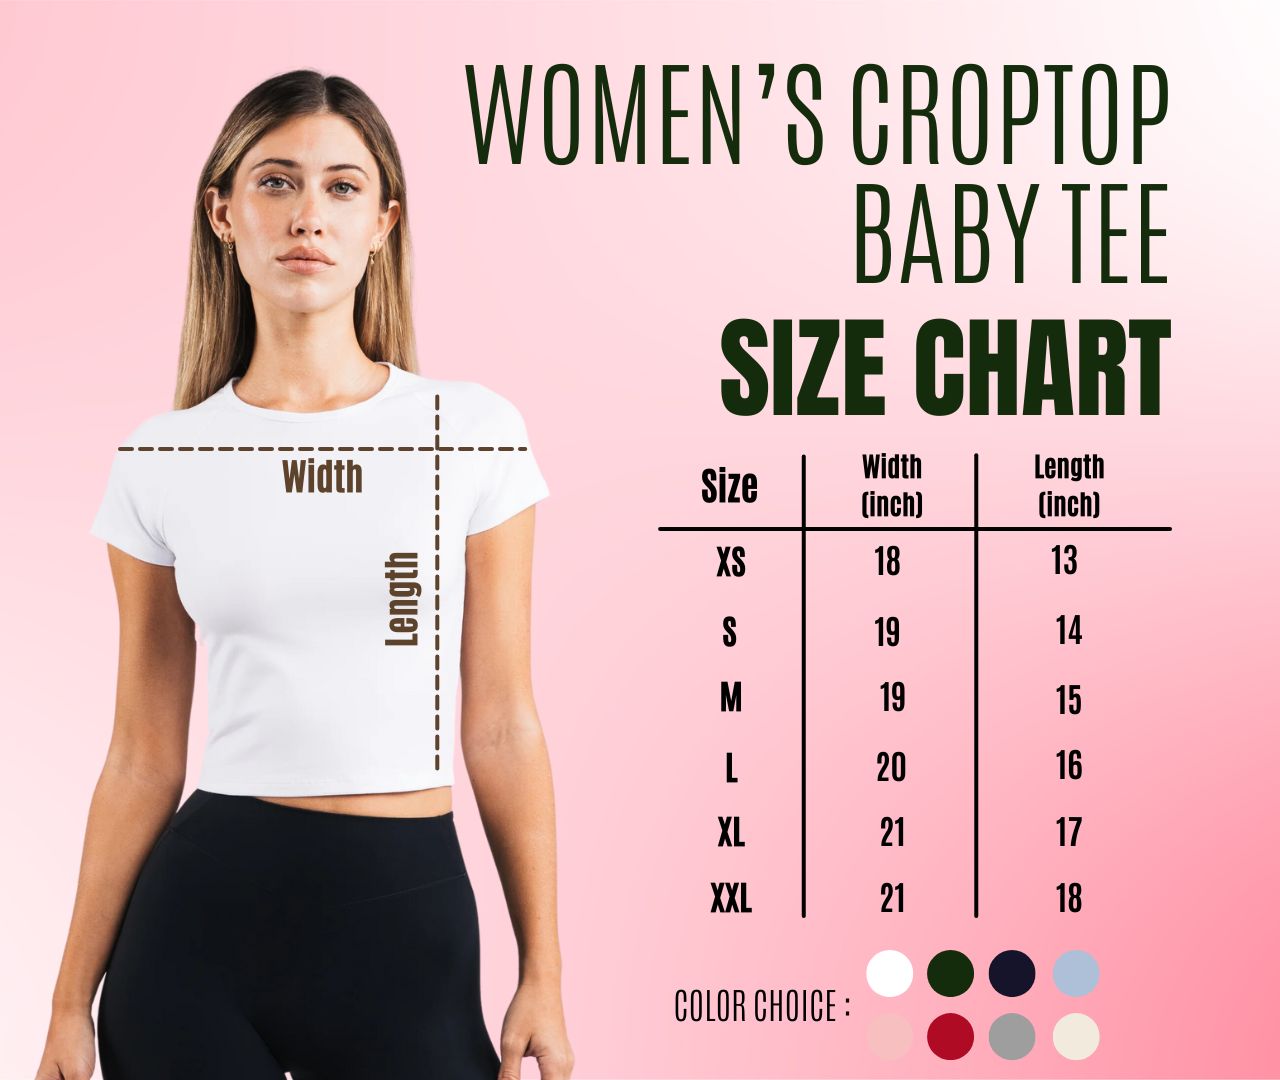 WOMEN'S CROPTOP
BABY TEE
SIZE CHART
Width
Length
Size Width (inch) Length (inch)
XS 18 13
S 19 14
M 19 15
L 20 16
XL 21 17
XXL 21 18
COLOR CHOICE :